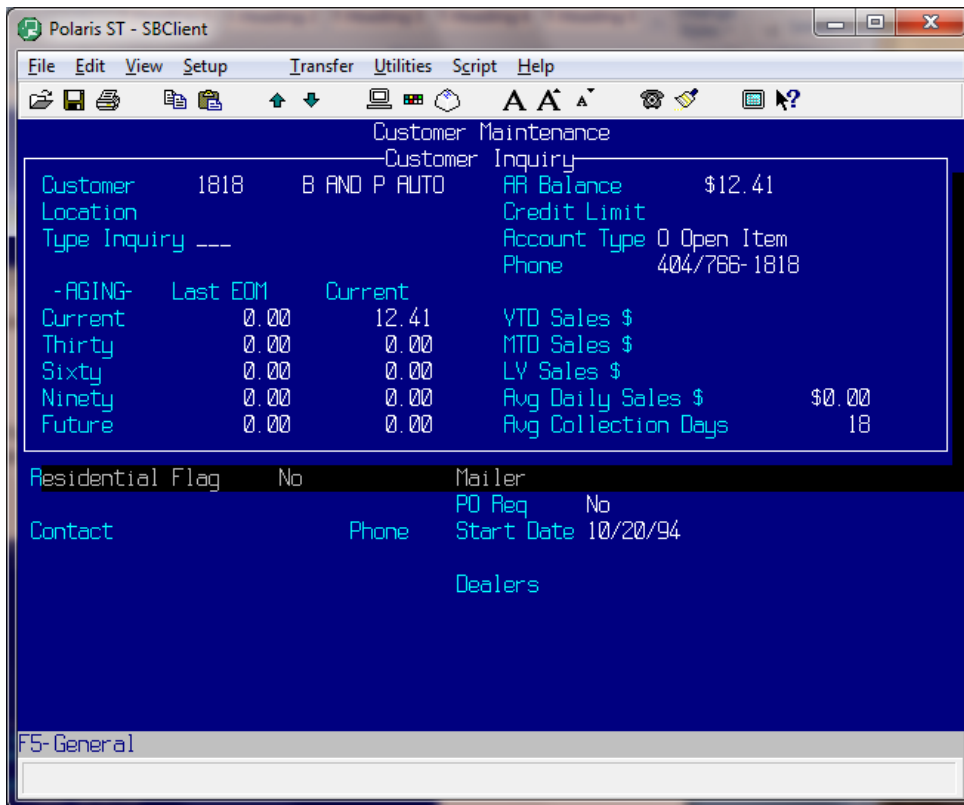 Polaris ST - SBClient
File Edit View Setup Transfer Utilities Script Help
A A A
Customer Maintenance
Customer Inquiry
Customer 1818 B AND P AUTO AR Balance $12.41
Location Credit Limit
Type Inquiry ___ Account Type O Open Item
Phone 404/766-1818
-AGING- Last EOM Current
Current 0.00 12.41 YTD Sales $
Thirty 0.00 0.00 MTD Sales $
Sixty 0.00 0.00 LY Sales $
Ninety 0.00 0.00 Avg Daily Sales $ $0.00
Future 0.00 0.00 Avg Collection Days 18
Residential Flag No Mailer
PO Req No
Contact Phone Start Date 10/20/94
Dealers
F5-General